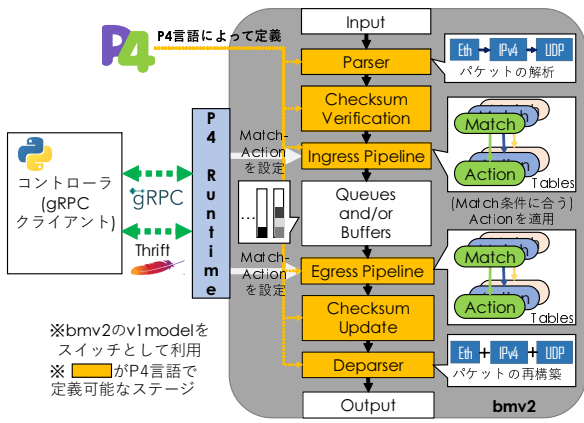 P4
P4言語によって定義
Input
Parser
Checksum
Verification
Ingress Pipeline
Queues
and/or
Buffers
Egress Pipeline
Checksum
Update
Deparser
Output
bmv2
Eth
IPv4
UDP
パケットの解析
Match
Action
Tables
(Match条件に合う)
Actionを適用
Match
Action
Tables
Eth
+
IPv4
+
UDP
パケットの再構築
P4
Runtime
Match-
Action
を設定
...
Match-
Action
を設定
コントローラ
(gRPC
クライアント)
gRPC
Thrift
※bmv2のv1modelを
スイッチとして利用
※ がP4言語で
定義可能なステージ